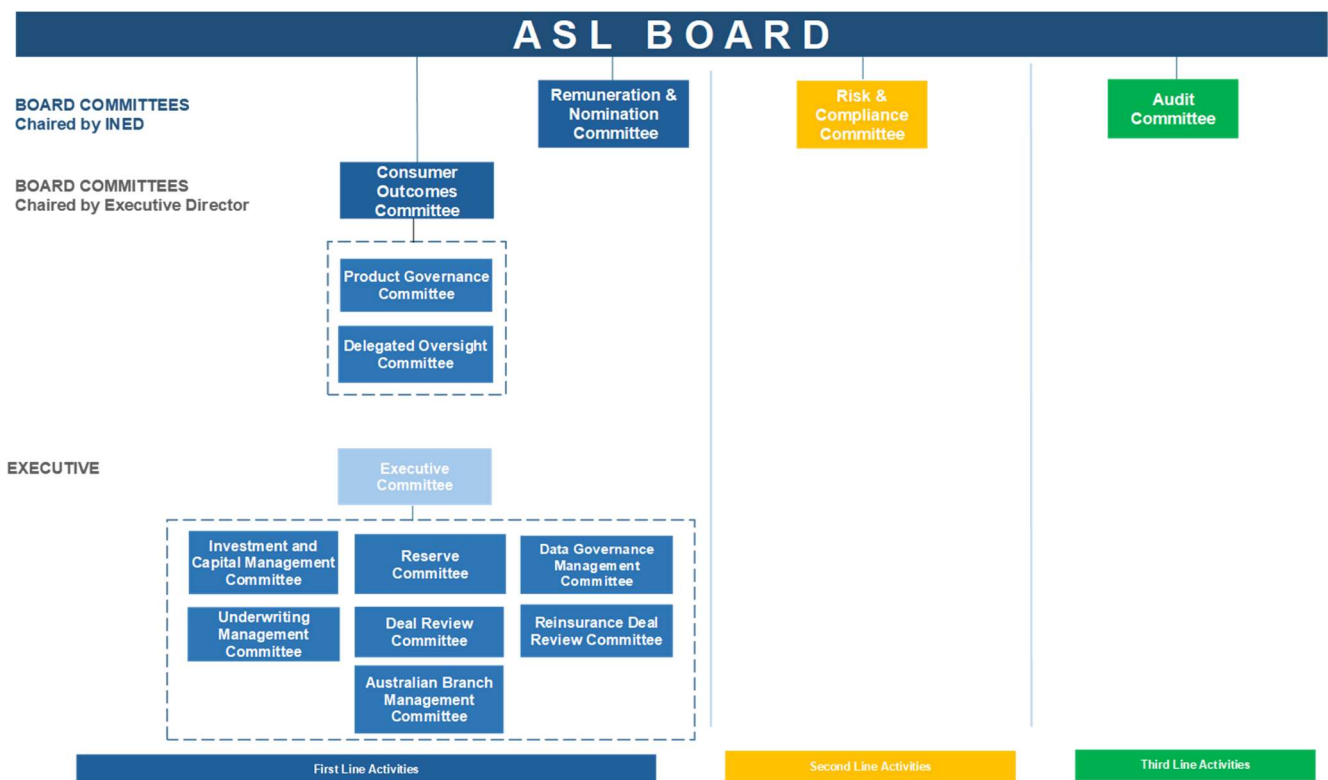 ASL BOARD
BOARD COMMITTEES
Chaired by INED
Remuneration &
Nomination
Committee
Risk &
Compliance
Committee
Audit
Committee
BOARD COMMITTEES
Chaired by Executive Director
Consumer
Outcomes
Committee
Product Governance
Committee
Delegated Oversight
Committee
EXECUTIVE
Executive
Committee
Investment and
Capital Management
Committee
Reserve
Committee
Data Governance
Management
Committee
Underwriting
Management
Committee
Deal Review
Committee
Reinsurance Deal
Review Committee
Australian Branch
Management
Committee
First Line Activities
Second Line Activities
Third Line Activities